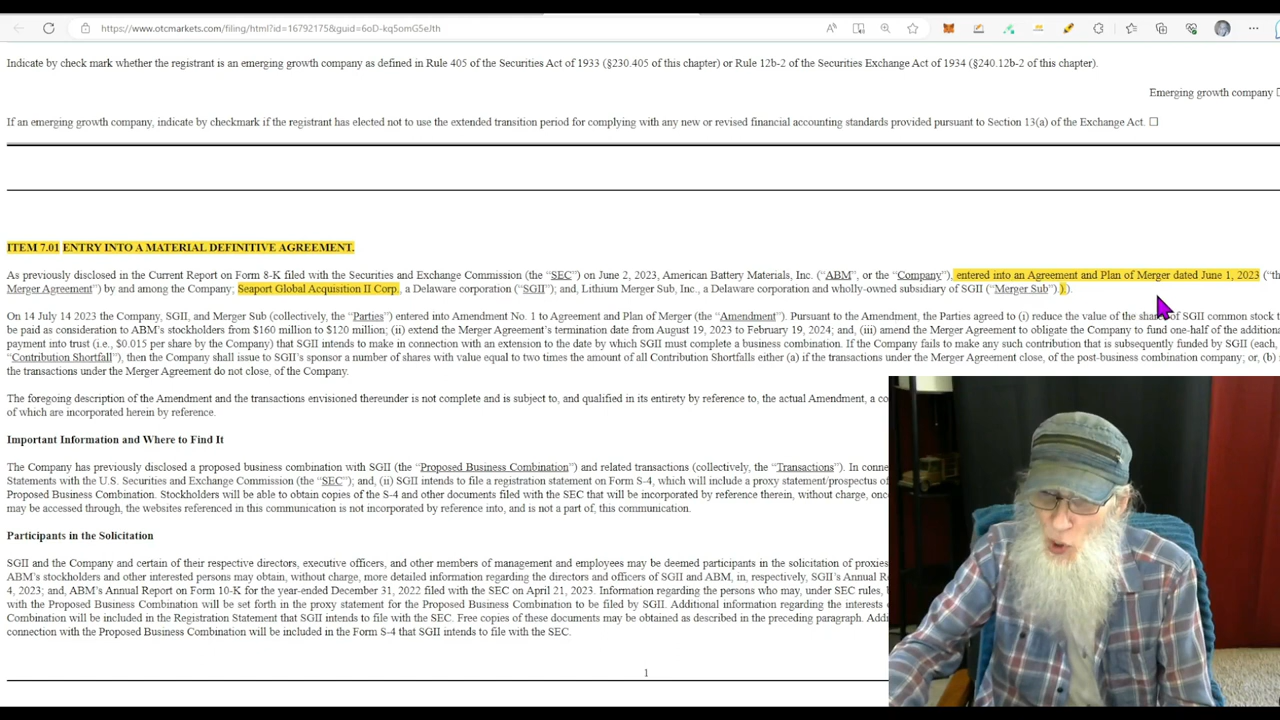 https://www.otcmarkets.com/filing/html?id=16792175&guid=6oD-kq5omG5eJth
Indicate by check mark whether the registrant is an emerging growth company as defined in Rule 405 of the Securities Act of 1933 (§230.405 of this chapter) or Rule 12b-2 of the Securities Exchange Act of 1934 (§240.12b-2 of this chapter).
Emerging growth company ☐
If an emerging growth company, indicate by checkmark if the registrant has elected not to use the extended transition period for complying with any new or revised financial accounting standards provided pursuant to Section 13(a) of the Exchange Act. ☐
ITEM 7.01 ENTRY INTO A MATERIAL DEFINITIVE AGREEMENT.
As previously disclosed in the Current Report on Form 8-K filed with the Securities and Exchange Commission (the “SEC”) on June 2, 2023, American Battery Materials, Inc. (“ABM”, or the “Company”), entered into an Agreement and Plan of Merger dated June 1, 2023 (“th
Merger Agreement”) by and among the Company; Seaport Global Acquisition II Corp., a Delaware corporation (“SGII”); and, Lithium Merger Sub, Inc., a Delaware corporation and wholly-owned subsidiary of SGII (“Merger Sub”) ).
On 14 July 14 2023 the Company, SGII, and Merger Sub (collectively, the “Parties”) entered into Amendment No. 1 to Agreement and Plan of Merger (the “Amendment”). Pursuant to the Amendment, the Parties agreed to (i) reduce the value of the shares of SGII common stock t
be paid as consideration to ABM’s stockholders from $160 million to $120 million; (ii) extend the Merger Agreement’s termination date from August 19, 2023 to February 19, 2024; and, (iii) amend the Merger Agreement to obligate the Company to fund one-half of the additiona
payment into trust (i.e., $0.015 per share by the Company) that SGII intends to make in connection with an extension to the date by which SGII must complete a business combination. If the Company fails to make any such contribution that is subsequently funded by SGII (each,
“Contribution Shortfall”), then the Company shall issue to SGII’s sponsor a number of shares with value equal to two times the amount of all Contribution Shortfalls either (a) if the transactions under the Merger Agreement close, of the post-business combination company; or, (b)
the transactions under the Merger Agreement do not close, of the Company.
The foregoing description of the Amendment and the transactions envisioned thereunder is not complete and is subject to, and qualified in its entirety by reference to, the actual Amendment, a co
of which are incorporated herein by reference.
Important Information and Where to Find It
The Company has previously disclosed a proposed business combination with SGII (the “Proposed Business Combination”) and related transactions (collectively, the “Transactions”). In conne
Statements with the U.S. Securities and Exchange Commission (the “SEC”); and, (ii) SGII intends to file a registration statement on Form S-4, which will include a proxy statement/prospectus of
Proposed Business Combination. Stockholders will be able to obtain copies of the S-4 and other documents filed with the SEC that will be incorporated by reference therein, without charge, onc
may be accessed through, the websites referenced in this communication is not incorporated by reference into, and is not a part of, this communication.
Participants in the Solicitation
SGII and the Company and certain of their respective directors, executive officers, and other members of management and employees may be deemed participants in the solicitation of proxies
ABM’s stockholders and other interested persons may obtain, without charge, more detailed information regarding the directors and officers of SGII and ABM, in, respectively, SGII’s Annual Re
4, 2023; and, ABM’s Annual Report on Form 10-K for the year-ended December 31, 2022 filed with the SEC on April 21, 2023. Information regarding the persons who may, under SEC rules,
with the Proposed Business Combination will be set forth in the proxy statement for the Proposed Business Combination to be filed by SGII. Additional information regarding the interests
Combination will be included in the Registration Statement that SGII intends to file with the SEC. Free copies of these documents may be obtained as described in the preceding paragraph. Addi
connection with the Proposed Business Combination will be included in the Form S-4 that SGII intends to file with the SEC.
1